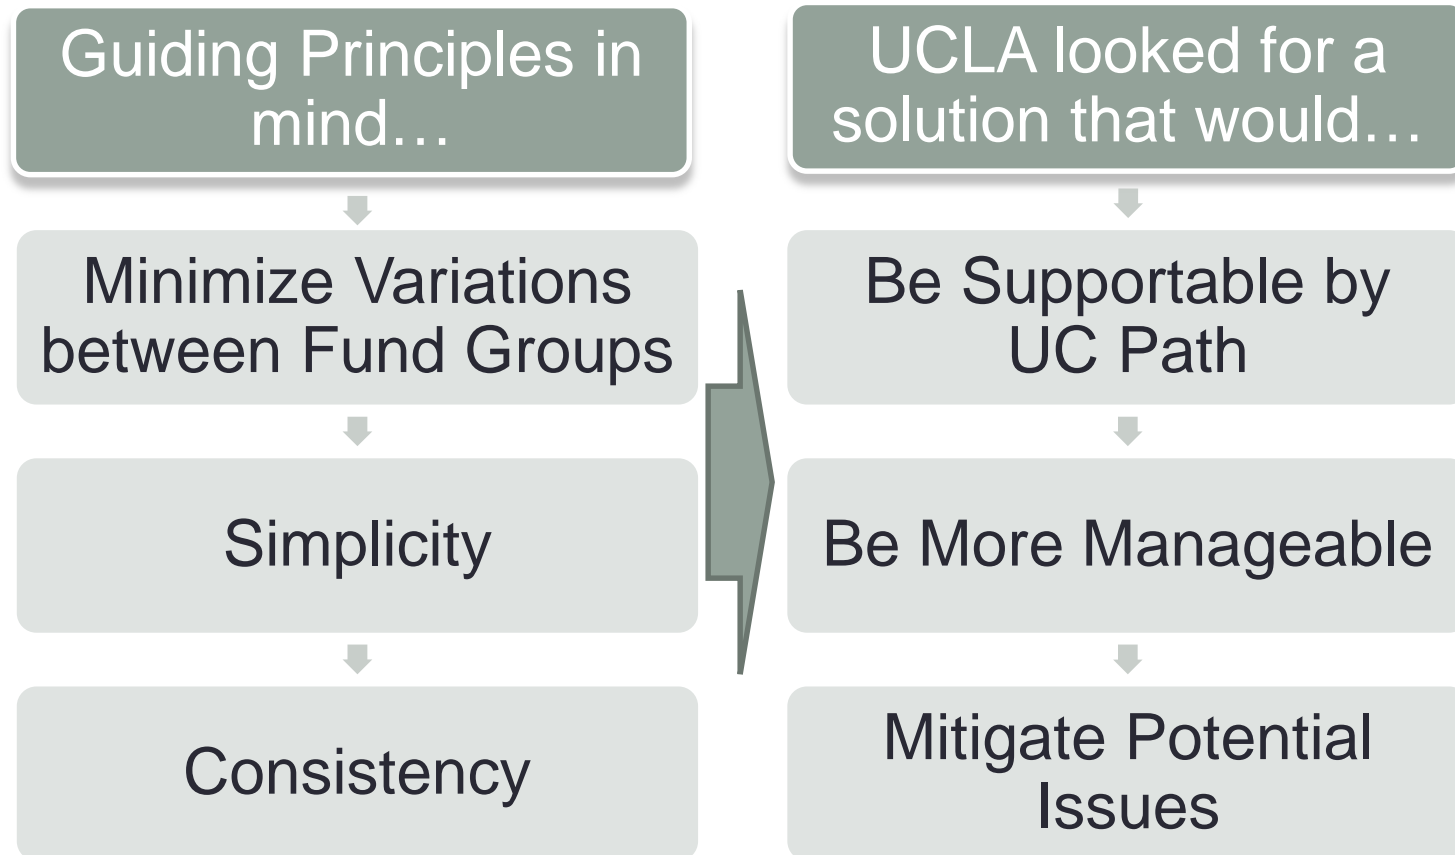 Guiding Principles in
mind…
Minimize Variations
between Fund Groups
Simplicity
Consistency
UCLA looked for a
solution that would…
Be Supportable by
UC Path
Be More Manageable
Mitigate Potential
Issues